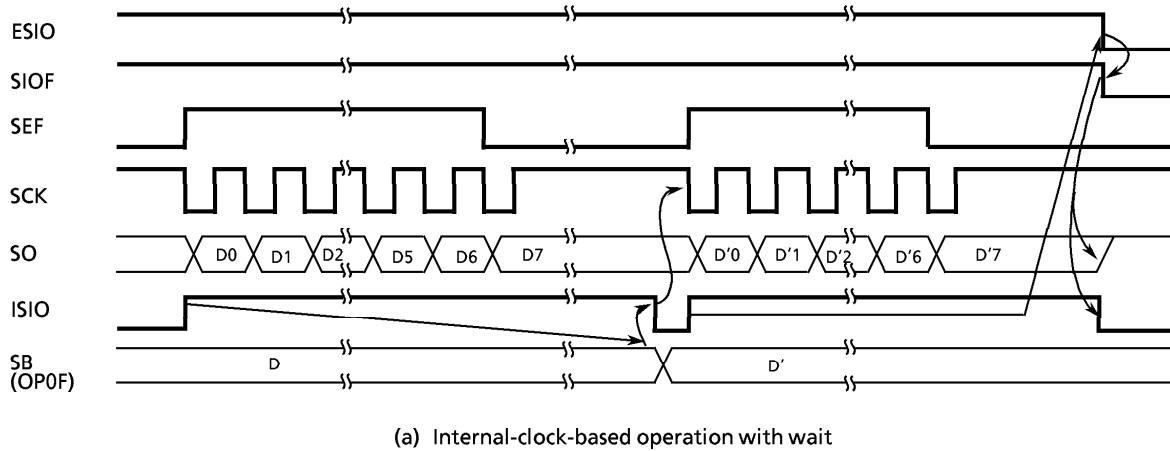 ESIO
SIOF
SEF
SCK
SO D0 D1 D2 D5 D6 D7 D'0 D'1 D'2 D'6 D'7
ISIO
SB D D'
(OP0F)
(a) Internal-clock-based operation with wait